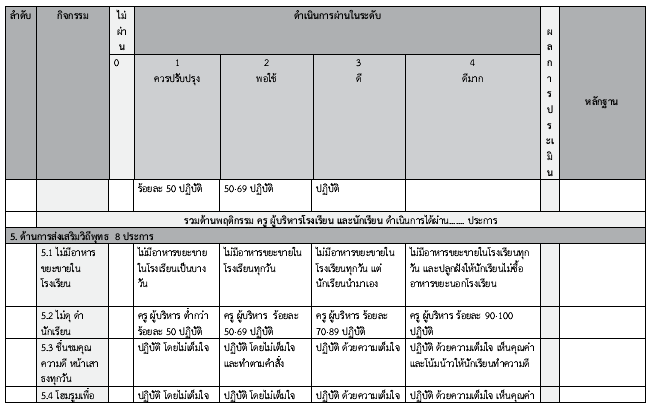 ลำดับ กิจกรรม ไม่ผ่าน ดำเนินการผ่านในระดับ ผลการประเมิน หลักฐาน
0 1 2 3 4
ควรปรับปรุง พอใช้ ดี ดีมาก
ร้อยละ 50 ปฏิบัติ 50-69 ปฏิบัติ ปฏิบัติ
รวมด้านพฤติกรรม ครู ผู้บริหารโรงเรียน และนักเรียน ดำเนินการได้ผ่าน....... ประการ
5. ด้านการส่งเสริมวิถีพุทธ 8 ประการ
5.1 ไม่มีอาหาร ไม่มีอาหารขยะขาย ไม่มีอาหารขยะขายใน ไม่มีอาหารขยะขายใน ไม่มีอาหารขยะขายในโรงเรียนทุก
ขยะขายใน ในโรงเรียนเป็นบาง โรงเรียนทุกวัน โรงเรียนทุกวัน แต่ วัน และปลูกฝังให้นักเรียนไม่ซื้อ
โรงเรียน วัน นักเรียนนำมาเอง อาหารขยะนอกโรงเรียน
5.2 ไม่ดุ ด่า ครู ผู้บริหาร ต่ำกว่า ครู ผู้บริหาร ร้อยละ ครู ผู้บริหาร ร้อยละ ครู ผู้บริหาร ร้อยละ 90-100
นักเรียน ร้อยละ 50 ปฏิบัติ 50-69 ปฏิบัติ 70-89 ปฏิบัติ ปฏิบัติ
5.3 ชื่นชมคุณ ปฏิบัติ โดยไม่เต็มใจ ปฏิบัติ โดยไม่เต็มใจ ปฏิบัติ ด้วยความเต็มใจ ปฏิบัติ ด้วยความเต็มใจ เห็นคุณค่า
ความดี หน้าเสา และทำตามคำสั่ง และโน้มน้าวให้นักเรียนทำความดี
ธงทุกวัน
5.4 โฮมรูมเพื่อ ปฏิบัติ โดยไม่เต็มใจ ปฏิบัติ โดยไม่เต็มใจ ปฏิบัติ ด้วยความเต็มใจ ปฏิบัติ ด้วยความเต็มใจ เห็นคุณค่า